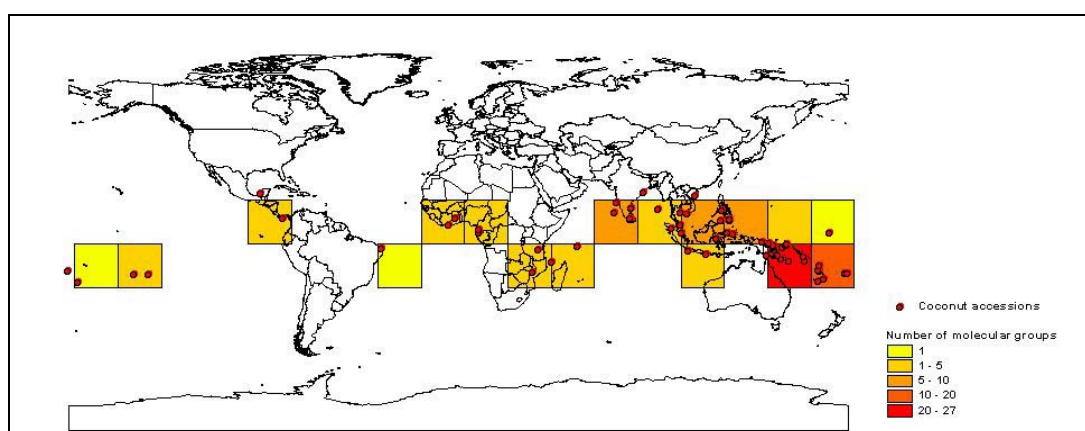 Coconut accessions
Number of molecular groups
1
1 - 5
5 - 10
10 - 20
20 - 27